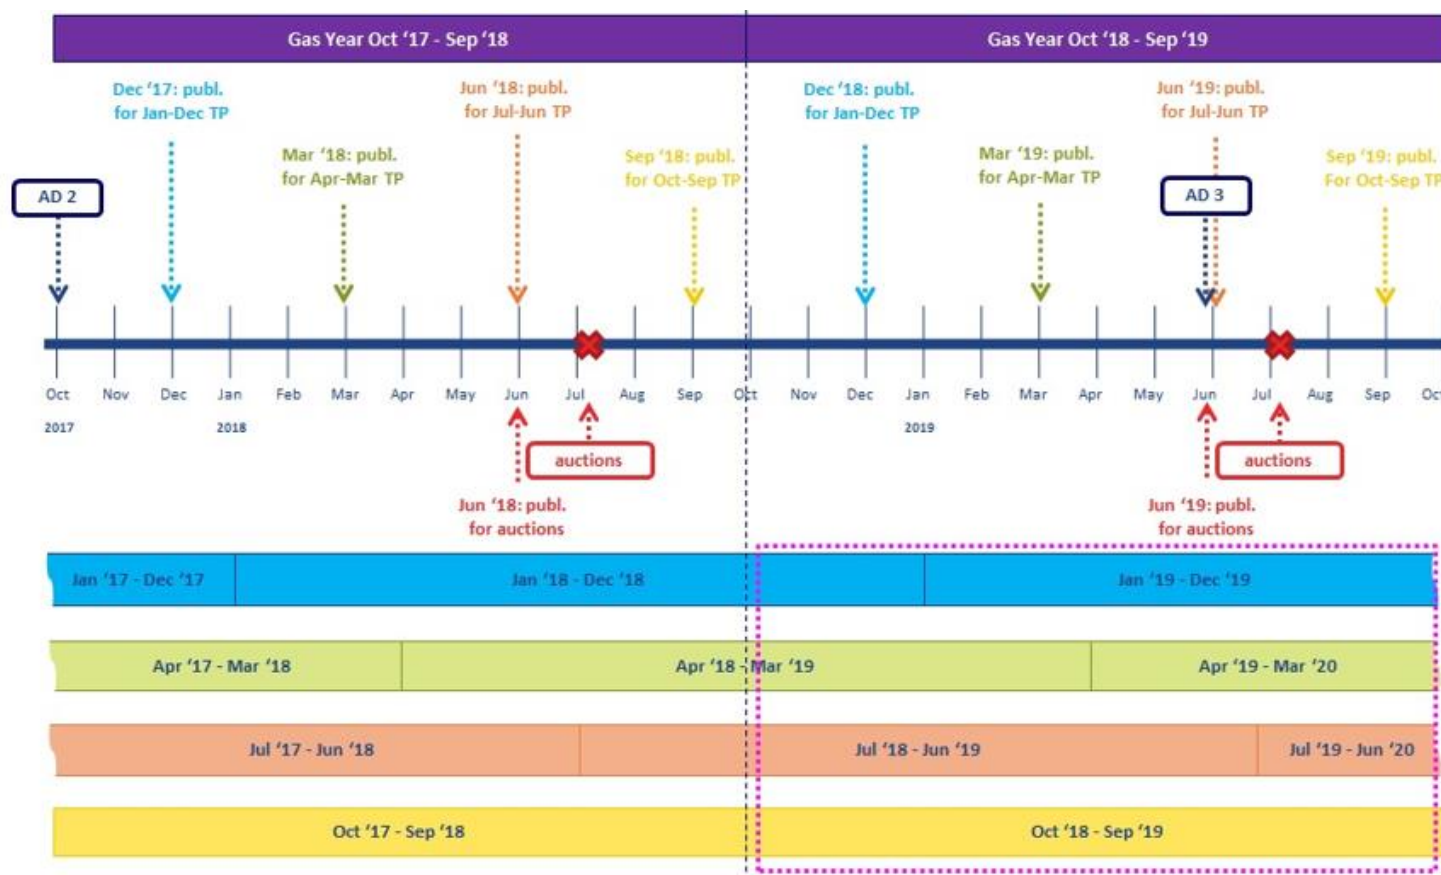 Gas Year Oct ‘17 - Sep ‘18
Gas Year Oct ‘18 - Sep ‘19
Dec ‘17: publ.
for Jan-Dec TP
Jun ‘18: publ.
for Jul-Jun TP
Dec ‘18: publ.
for Jan-Dec TP
Jun ‘19: publ.
for Jul-Jun TP
Mar ‘18: publ.
for Apr-Mar TP
Sep ‘18: publ.
for Oct-Sep TP
Mar ‘19: publ.
for Apr-Mar TP
Sep ‘19: publ.
For Oct-Sep TP
AD 2
AD 3
Oct Nov Dec Jan Feb Mar Apr May Jun Jul Aug Sep Oct Nov Dec Jan Feb Mar Apr May Jun Jul Aug Sep Oct
2017 2018 2019
auctions
auctions
Jun ‘18: publ.
for auctions
Jun ‘19: publ.
for auctions
Jan ‘17 - Dec ‘17
Jan ‘18 - Dec ‘18
Jan ‘19 - Dec ‘19
Apr ‘17 - Mar ‘18
Apr ‘18 - Mar ‘19
Apr ‘19 - Mar ‘20
Jul ‘17 - Jun ‘18
Jul ‘18 - Jun ‘19
Jul ‘19 - Jun ‘20
Oct ‘17 - Sep ‘18
Oct ‘18 - Sep ‘19